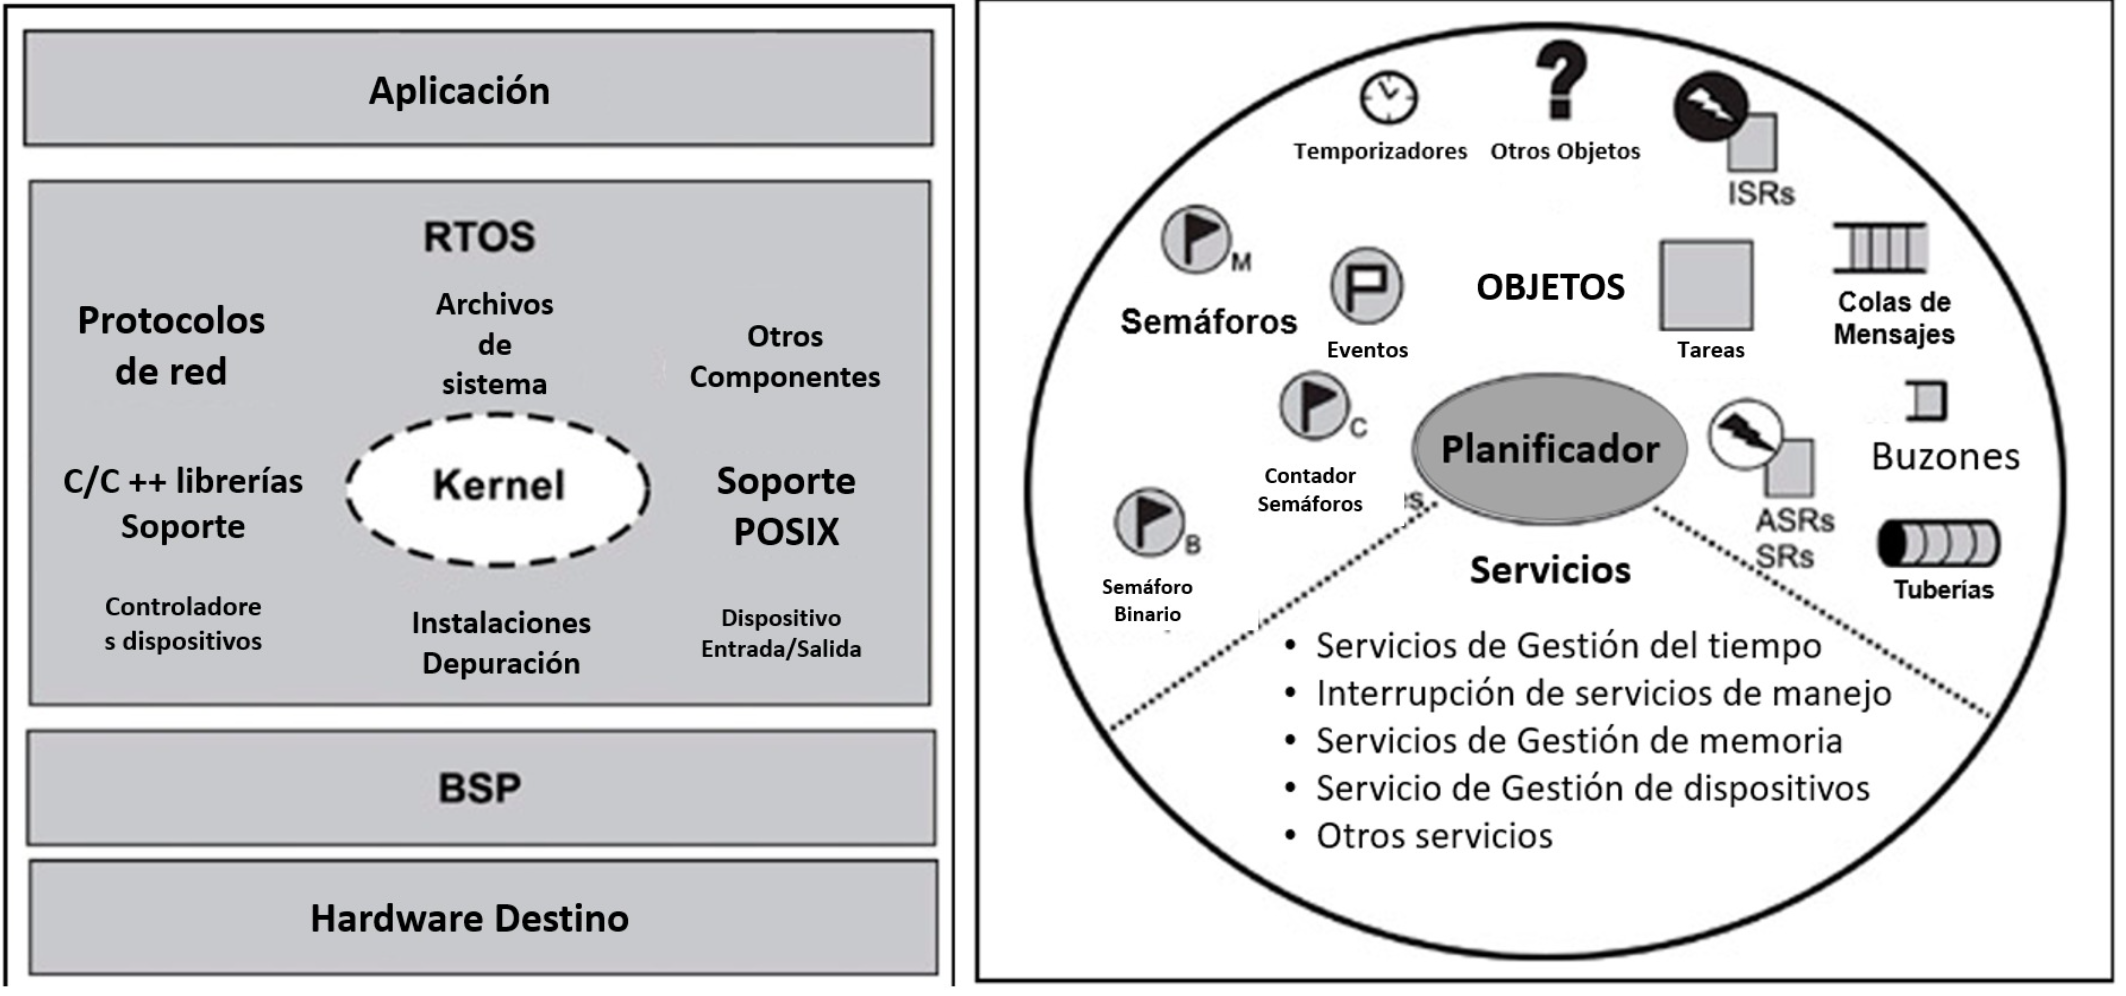 Aplicación
RTOS
Protocolos
de red
Archivos
de
sistema
Otros
Componentes
C/C ++ librerías
Soporte
Kernel
Soporte
POSIX
Controladore
s dispositivos
Instalaciones
Depuración
Dispositivo
Entrada/Salida
BSP
Hardware Destino
Temporizadores
Otros Objetos
ISRs
M
Semáforos
Eventos
OBJETOS
Tareas
Colas de
Mensajes
C
Contador
Semáforos
Planificador
Buzones
B
Semáforo
Binario
ASRs
SRs
Tuberías
s.
Servicios
• Servicios de Gestión del tiempo
• Interrupción de servicios de manejo
• Servicios de Gestión de memoria
• Servicio de Gestión de dispositivos
• Otros servicios